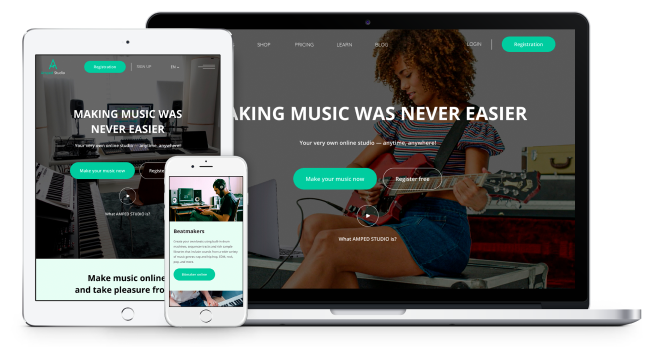 SHOP PRICING LEARN BLOG LOGIN Registration
AKING MUSIC WAS NEVER EASIER
Your very own online studio — anytime, anywhere!
Make your music now Register free
What AMPED STUDIO is?
Studio
Registration SIGN UP EN
MAKING MUSIC WAS
NEVER EASIER
Your very own online studio — anytime, anywhere!
Make your music now Registe
What AMPED STUDIO is?
Make music online
and take pleasure fro
Beatmakers